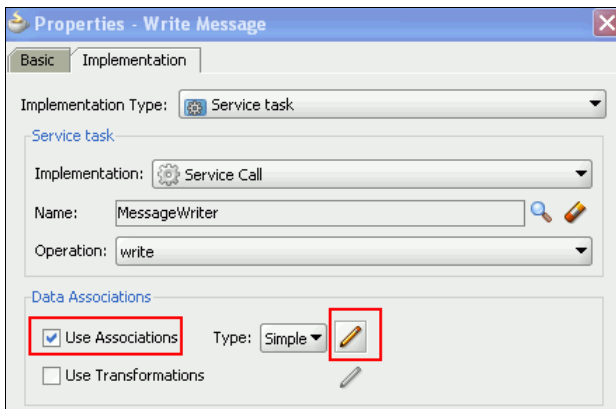 Properties - Write Message
Basic Implementation
Implementation Type: Service task
Service task
Implementation: Service Call
Name: MessageWriter
Operation: write
Data Associations
Use Associations Type: Simple
Use Transformations